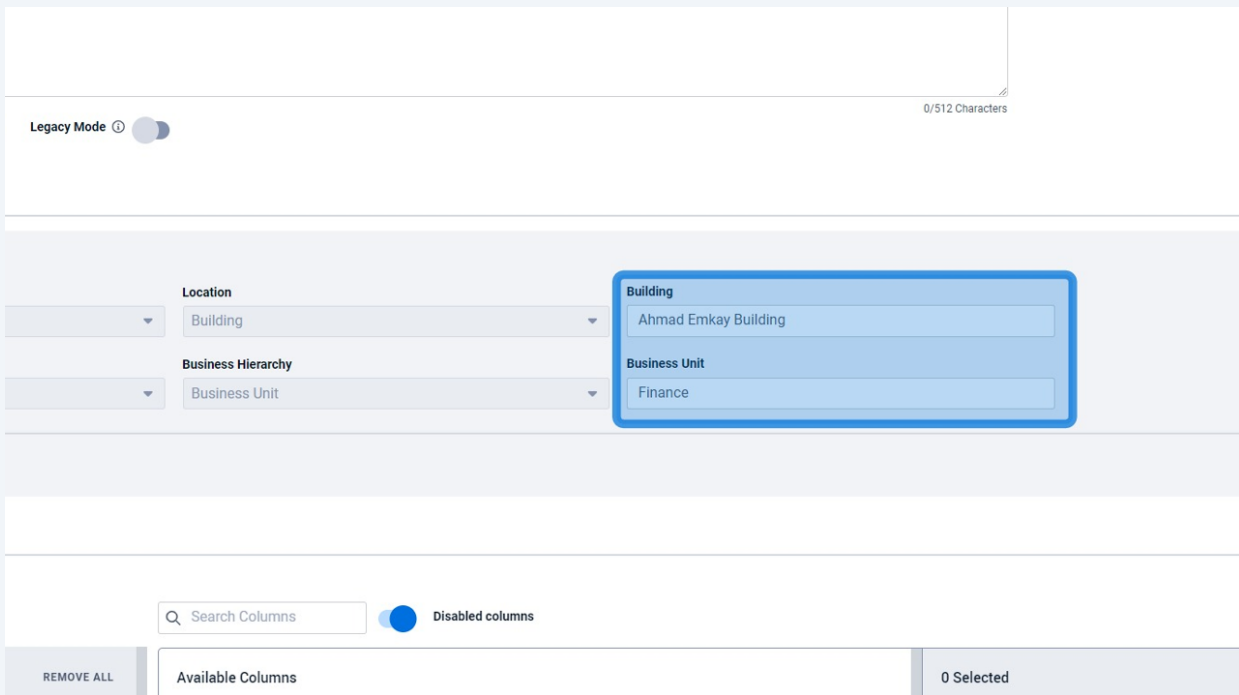 0/512 Characters
Legacy Mode
Location
Building
Building
Ahmad Emkay Building
Business Hierarchy
Business Unit
Business Unit
Finance
Search Columns
Disabled columns
REMOVE ALL
Available Columns
0 Selected